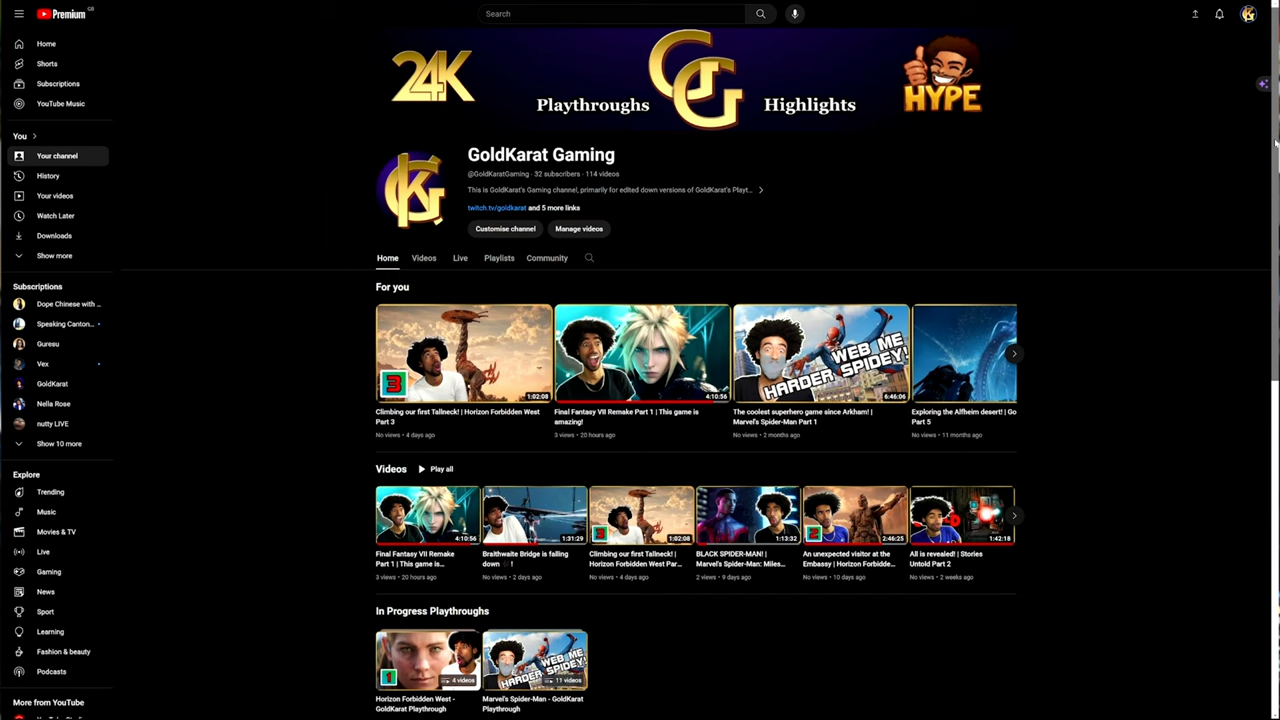 Premium GB
Search
Home
Shorts
Subscriptions
YouTube Music
You
Your channel
History
Your videos
Watch Later
Downloads
Show more
Subscriptions
Dope Chinese with ...
Speaking Canton...
Guresu
Vex
GoldKarat
Nella Rose
nutty LIVE
Show 10 more
Explore
Trending
Music
Movies & TV
Live
Gaming
News
Sport
Learning
Fashion & beauty
Podcasts
More from YouTube
24K
Playthroughs
GG
Highlights
HYPE
KG
GoldKarat Gaming
@GoldKaratGaming · 32 subscribers · 114 videos
This is GoldKarat's Gaming channel, primarily for edited down versions of GoldKarat's Playt...
twitch.tv/goldkarat and 5 more links
Customise channel
Manage videos
Home Videos Live Playlists Community
For you
3
1:02:08
4:10:56
WEB ME
HARDER SPIDEY!
6:46:06
Climbing our first Tallneck! | Horizon Forbidden West
Part 3
No views • 4 days ago
Final Fantasy VII Remake Part 1 | This game is
amazing!
3 views • 20 hours ago
The coolest superhero game since Arkham! |
Marvel's Spider-Man Part 1
No views • 2 months ago
Exploring the Alfheim desert! | Go
Part 5
No views • 11 months ago
Videos
Play all
4:10:56
1:31:29
3
1:02:08
1:13:32
2
2:46:25
1:42:18
Final Fantasy VII Remake
Part 1 | This game is...
3 views • 20 hours ago
Braithwaite Bridge is falling
down !
No views • 2 days ago
Climbing our first Tallneck! |
Horizon Forbidden West Par...
No views • 4 days ago
BLACK SPIDER-MAN! |
Marvel's Spider-Man: Miles...
2 views • 9 days ago
An unexpected visitor at the
Embassy | Horizon Forbidde...
No views • 10 days ago
All is revealed! | Stories
Untold Part 2
No views • 2 weeks ago
In Progress Playthroughs
1
4 videos
WEB ME
HARDER SPIDEY!
11 videos
Horizon Forbidden West -
GoldKarat Playthrough
Marvel's Spider-Man - GoldKarat
Playthrough